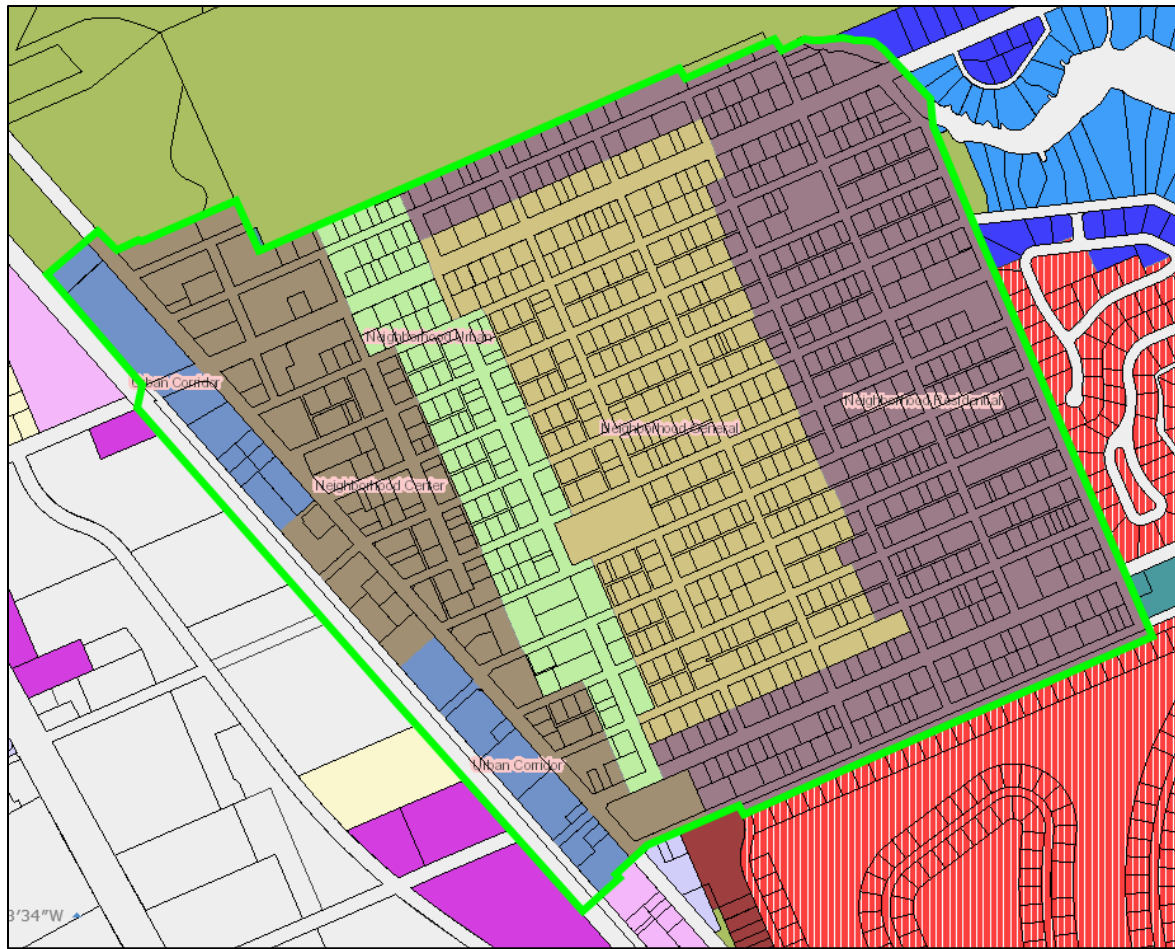 Neighborhood Urban
Urban Corridor
Neighborhood Residential
Neighborhood General
Neighborhood Center
Urban Corridor
3'34"W